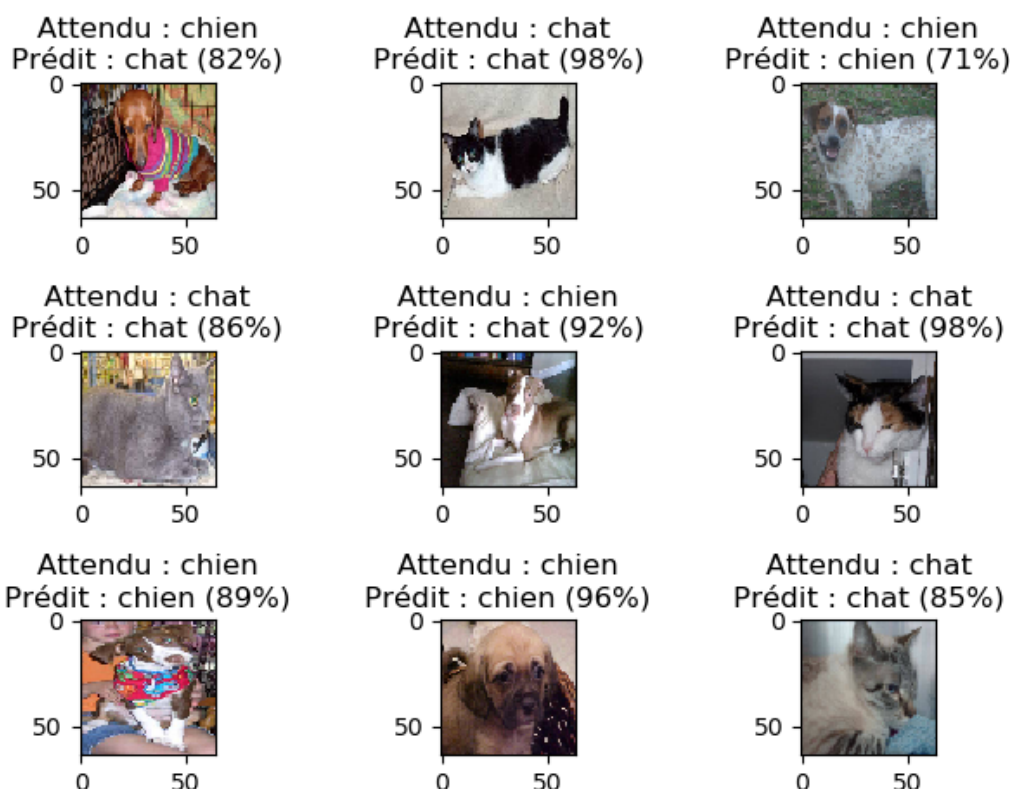 Attendu : chien
Prédit : chat (82%)
Attendu : chat
Prédit : chat (98%)
Attendu : chien
Prédit : chien (71%)
0
50
0 50
0
50
0 50
0
50
0 50
Attendu : chat
Prédit : chat (86%)
Attendu : chien
Prédit : chat (92%)
Attendu : chat
Prédit : chat (98%)
0
50
0 50
0
50
0 50
0
50
0 50
Attendu : chien
Prédit : chien (89%)
Attendu : chien
Prédit : chien (96%)
Attendu : chat
Prédit : chat (85%)
0
50
0 50
0
50
0 50
0
50
0 50